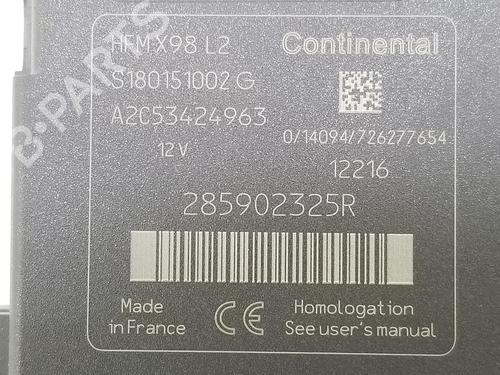 HFM X98 L2
Continental
S180151002 G
A2C53424963
0/14094/726277654
12V
12216
285902325R
Made
in France
CE
Homologation
See user's manual
B-PARTS